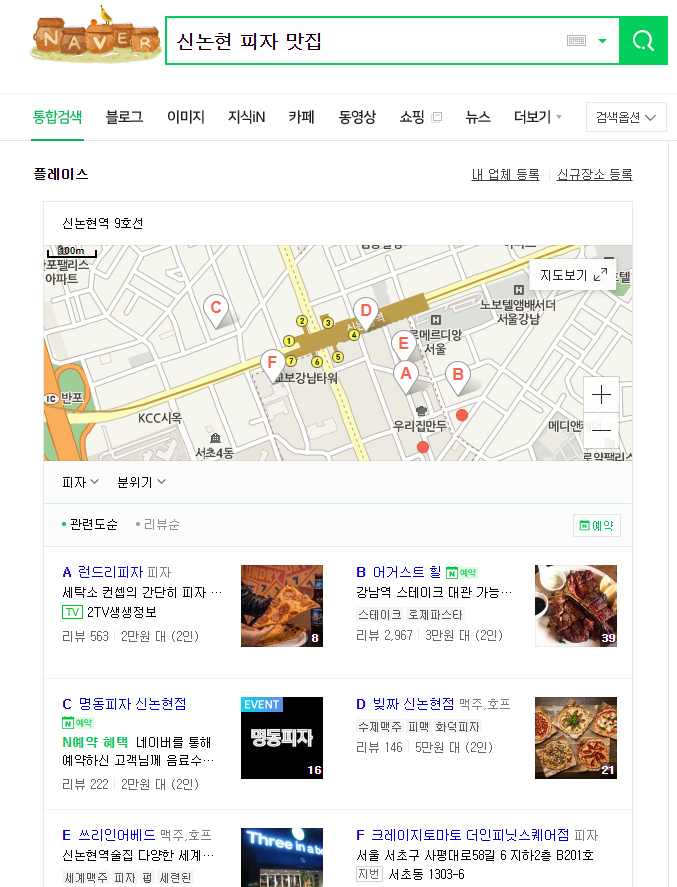 NAVER
신논현 피자 맛집
통합검색 블로그 이미지 지식iN 카페 동영상 쇼핑 뉴스 더보기 검색옵션
플레이스 내 업체 등록 신규장소 등록
신논현역 9호선
100m
아파트
지도보기
노보텔앰배서더
서울강남
C
D
2 3
1 4
E
서울
F
7 6 5
A
B
교보강남타워
IC 반포
KCC사옥
우리집만두
서초4동
피자 분위기
관련도순 리뷰순 N예약
A 런드리피자 피자
세탁소 컨셉의 간단히 피자 …
TV 2TV생생정보
리뷰 563 2만원 대 (2인)
8
B 어거스트 힐 N예약
강남역 스테이크 대관 가능…
스테이크 로제파스타
리뷰 2,967 3만원 대 (2인)
39
C 명동피자 신논현점
N예약
N예약 혜택 네이버를 통해
예약하신 고객님께 음료수…
리뷰 222 2만원 대 (2인)
EVENT
명동피자
16
D 빚짜 신논현점 맥주,호프
수제맥주 피맥 화덕피자
리뷰 146 5만원 대 (2인)
21
E 쓰리인어베드 맥주,호프
신논현역술집 다양한 세계…
세계맥주 피자 펍 세련된
Three in a b
F 크레이지토마토 더인피닛스퀘어점 피자
서울 서초구 사평대로58길 6 지하2층 B201호
지번 서초동 1303-6